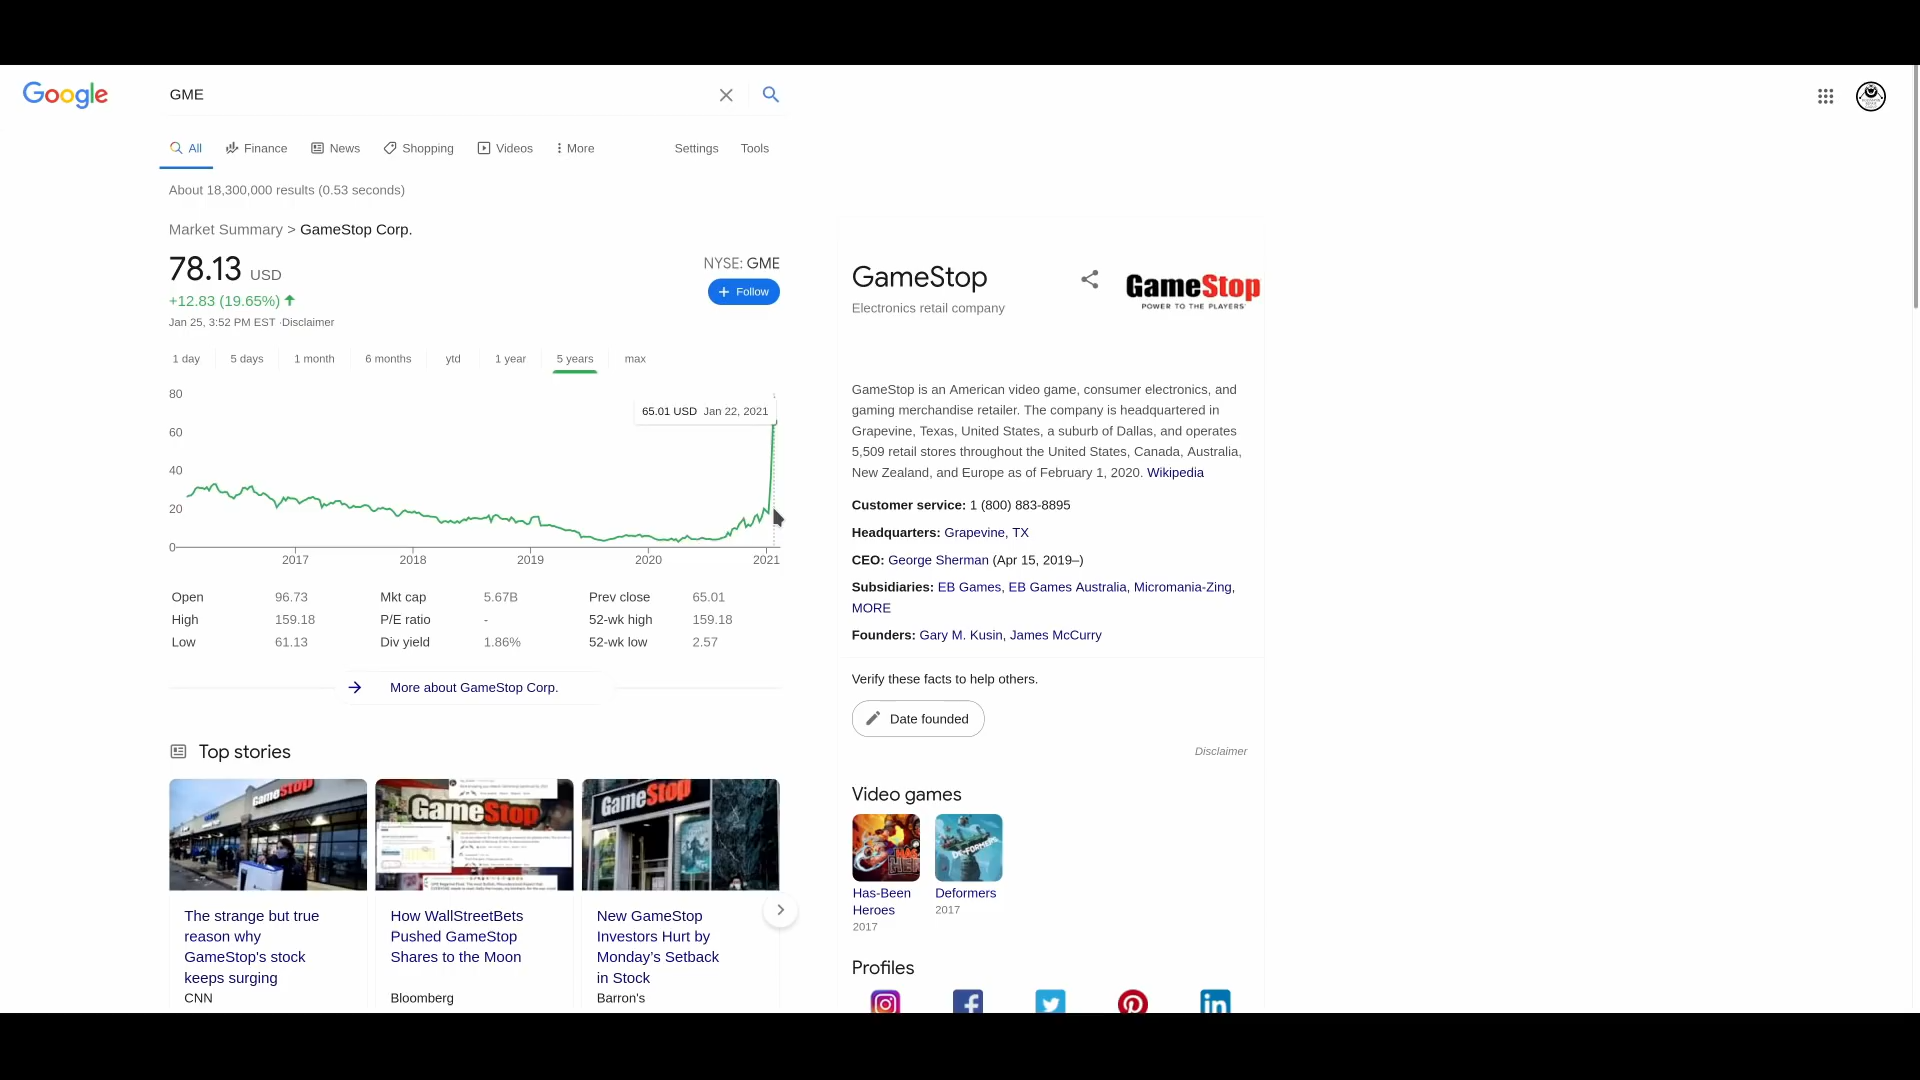 Google
GME
All
Finance
News
Shopping
Videos
More
Settings
Tools
About 18,300,000 results (0.53 seconds)
Market Summary > GameStop Corp.
78.13 USD
NYSE: GME
+12.83 (19.65%)
Follow
Jan 25, 3:52 PM EST ·Disclaimer
1 day
5 days
1 month
6 months
ytd
1 year
5 years
max
80
60
40
20
0
65.01 USD Jan 22, 2021
2017
2018
2019
2020
2021
Open 96.73
High 159.18
Low 61.13
Mkt cap 5.67B
P/E ratio -
Div yield 1.86%
Prev close 65.01
52-wk high 159.18
52-wk low 2.57
More about GameStop Corp.
Top stories
GameStop
GameStop
GameStop
The strange but true
reason why
GameStop's stock
keeps surging
CNN
How WallStreetBets
Pushed GameStop
Shares to the Moon
Bloomberg
New GameStop
Investors Hurt by
Monday’s Setback
in Stock
Barron's
GameStop
Electronics retail company
GameStop
POWER TO THE PLAYERS
GameStop is an American video game, consumer electronics, and
gaming merchandise retailer. The company is headquartered in
Grapevine, Texas, United States, a suburb of Dallas, and operates
5,509 retail stores throughout the United States, Canada, Australia,
New Zealand, and Europe as of February 1, 2020. Wikipedia
Customer service: 1 (800) 883-8895
Headquarters: Grapevine, TX
CEO: George Sherman (Apr 15, 2019–)
Subsidiaries: EB Games, EB Games Australia, Micromania-Zing,
MORE
Founders: Gary M. Kusin, James McCurry
Verify these facts to help others.
Date founded
Disclaimer
Video games
DE-FORMERS
Has-Been
Heroes
2017
Deformers
2017
Profiles